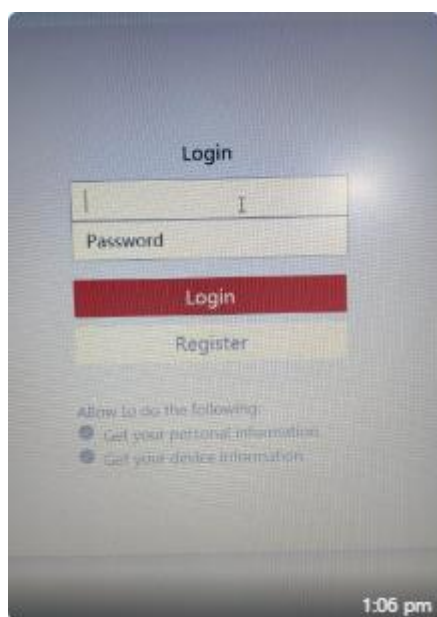 Login
Password
Login
Register
Allow to do the following:
Get your personal information
Get your device information
1:06 pm